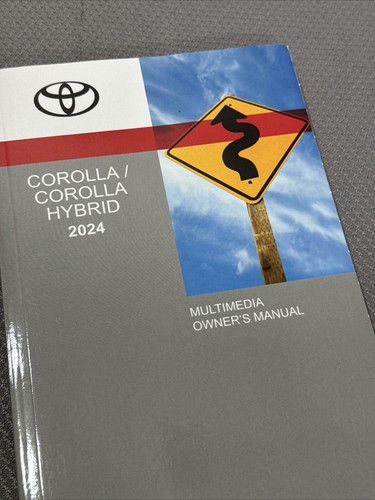 COROLLA /
COROLLA
HYBRID
2024
MULTIMEDIA
OWNER'S MANUAL